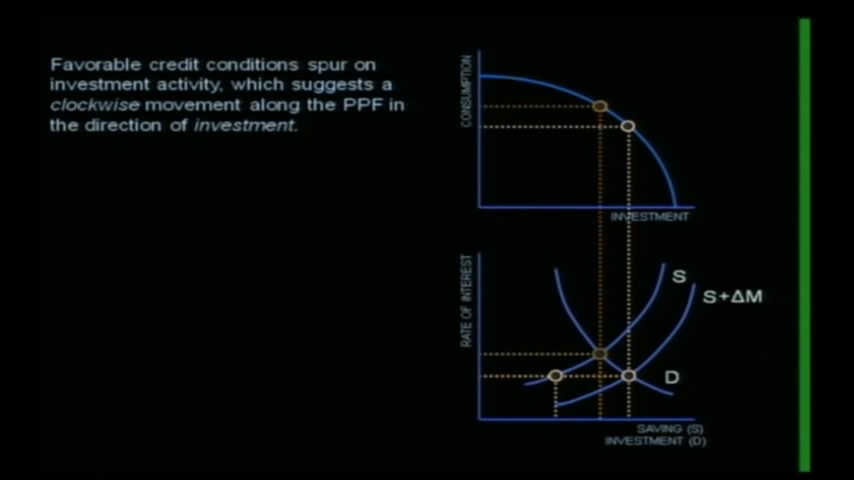 Favorable credit conditions spur on
investment activity, which suggests a
clockwise movement along the PPF in
the direction of investment.
CONSUMPTION
INVESTMENT
RATE OF INTEREST
S
S+ΔM
D
SAVING (S)
INVESTMENT (D)